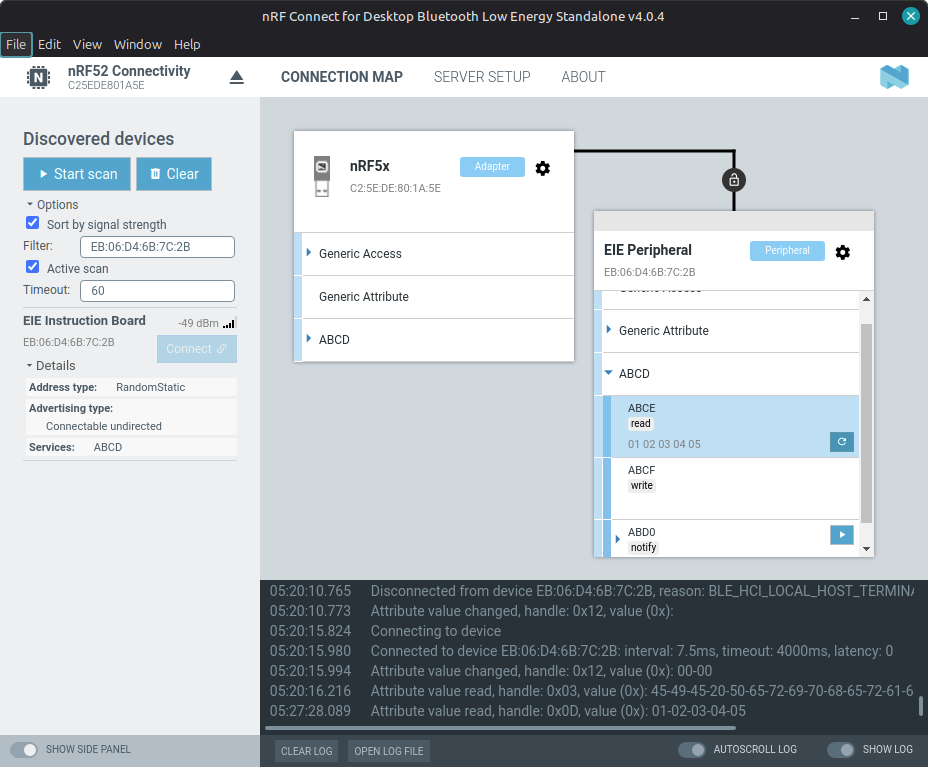 nRF Connect for Desktop Bluetooth Low Energy Standalone v4.0.4
File Edit View Window Help
N
nRF52 Connectivity
C25EDE801A5E
CONNECTION MAP SERVER SETUP ABOUT
Discovered devices
Start scan Clear
Options
Sort by signal strength
Filter: EB:06:D4:6B:7C:2B
Active scan
Timeout: 60
EIE Instruction Board -49 dBm
EB:06:D4:6B:7C:2B Connect
Details
Address type: RandomStatic
Advertising type:
Connectable undirected
Services: ABCD
nRF5x Adapter
C2:5E:DE:80:1A:5E
Generic Access
Generic Attribute
ABCD
EIE Peripheral Peripheral
EB:06:D4:6B:7C:2B
Generic Access
Generic Attribute
ABCD
ABCE
read
01 02 03 04 05
ABCF
write
ABD0
notify
05:20:10.765 Disconnected from device EB:06:D4:6B:7C:2B, reason: BLE_HCI_LOCAL_HOST_TERMINA
05:20:10.773 Attribute value changed, handle: 0x12, value (0x):
05:20:15.824 Connecting to device
05:20:15.980 Connected to device EB:06:D4:6B:7C:2B: interval: 7.5ms, timeout: 4000ms, latency: 0
05:20:15.994 Attribute value changed, handle: 0x12, value (0x): 00-00
05:20:16.216 Attribute value read, handle: 0x03, value (0x): 45-49-45-20-50-65-72-69-70-68-65-72-61-6
05:27:28.089 Attribute value read, handle: 0x0D, value (0x): 01-02-03-04-05
SHOW SIDE PANEL CLEAR LOG OPEN LOG FILE AUTOSCROLL LOG SHOW LOG